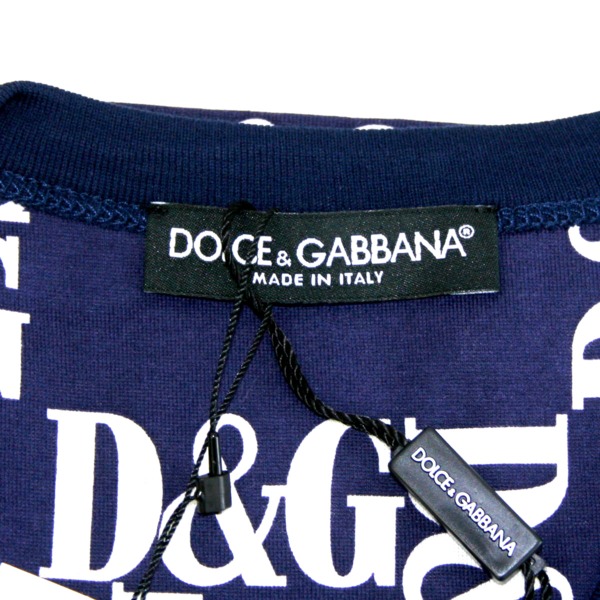 DOLCE & GABBANA®
MADE IN ITALY
D&G
DOLCE & GABBANA